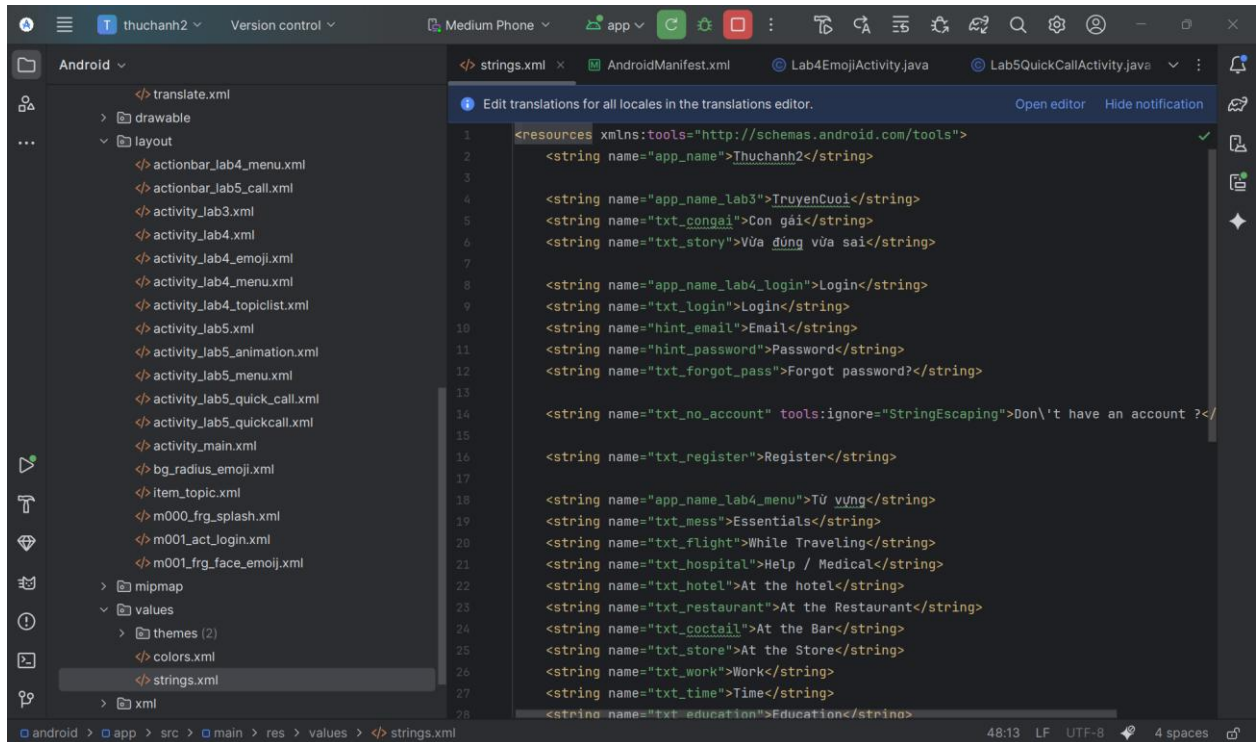 T thuchanh2 Version control Medium Phone app
Android
strings.xml AndroidManifest.xml Lab4EmojiActivity.java Lab5QuickCallActivity.java
translate.xml
drawable
layout
actionbar_lab4_menu.xml
actionbar_lab5_call.xml
activity_lab3.xml
activity_lab4.xml
activity_lab4_emoji.xml
activity_lab4_menu.xml
activity_lab4_topiclist.xml
activity_lab5.xml
activity_lab5_animation.xml
activity_lab5_menu.xml
activity_lab5_quick_call.xml
activity_lab5_quickcall.xml
activity_main.xml
bg_radius_emoji.xml
item_topic.xml
m000_frg_splash.xml
m001_act_login.xml
m001_frg_face_emoij.xml
mipmap
values
themes (2)
colors.xml
strings.xml
xml
Edit translations for all locales in the translations editor. Open editor Hide notification
1 <resources xmlns:tools="http://schemas.android.com/tools">
2 <string name="app_name">Thuchanh2</string>
3
4 <string name="app_name_lab3">TruyenCuoi</string>
5 <string name="txt_congai">Con gái</string>
6 <string name="txt_story">Vừa đúng vừa sai</string>
7
8 <string name="app_name_lab4_login">Login</string>
9 <string name="txt_login">Login</string>
10 <string name="hint_email">Email</string>
11 <string name="hint_password">Password</string>
12 <string name="txt_forgot_pass">Forgot password?</string>
13
14 <string name="txt_no_account" tools:ignore="StringEscaping">Don\'t have an account ?</
15
16 <string name="txt_register">Register</string>
17
18 <string name="app_name_lab4_menu">Từ vựng</string>
19 <string name="txt_mess">Essentials</string>
20 <string name="txt_flight">While Traveling</string>
21 <string name="txt_hospital">Help / Medical</string>
22 <string name="txt_hotel">At the hotel</string>
23 <string name="txt_restaurant">At the Restaurant</string>
24 <string name="txt_coctail">At the Bar</string>
25 <string name="txt_store">At the Store</string>
26 <string name="txt_work">Work</string>
27 <string name="txt_time">Time</string>
28 <string name="txt_education">Education</string>
android > app > src > main > res > values > strings.xml 48:13 LF UTF-8 4 spaces